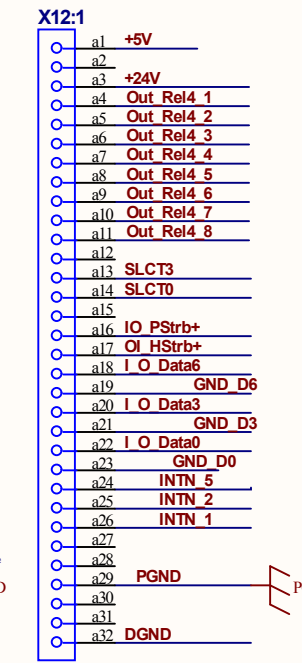 X12:1
a1 +5V
a2
a3 +24V
a4 Out_Rel4_1
a5 Out_Rel4_2
a6 Out_Rel4_3
a7 Out_Rel4_4
a8 Out_Rel4_5
a9 Out_Rel4_6
a10 Out_Rel4_7
a11 Out_Rel4_8
a12
a13 SLCT3
a14 SLCT0
a15
a16 IO_PStrb+
a17 OI_HStrb+
a18 I_O_Data6
a19 GND_D6
a20 I_O_Data3
a21 GND_D3
a22 I_O_Data0
a23 GND_D0
a24 INTN_5
a25 INTN_2
a26 INTN_1
a27
a28
a29 PGND P
a30
a31
a32 DGND